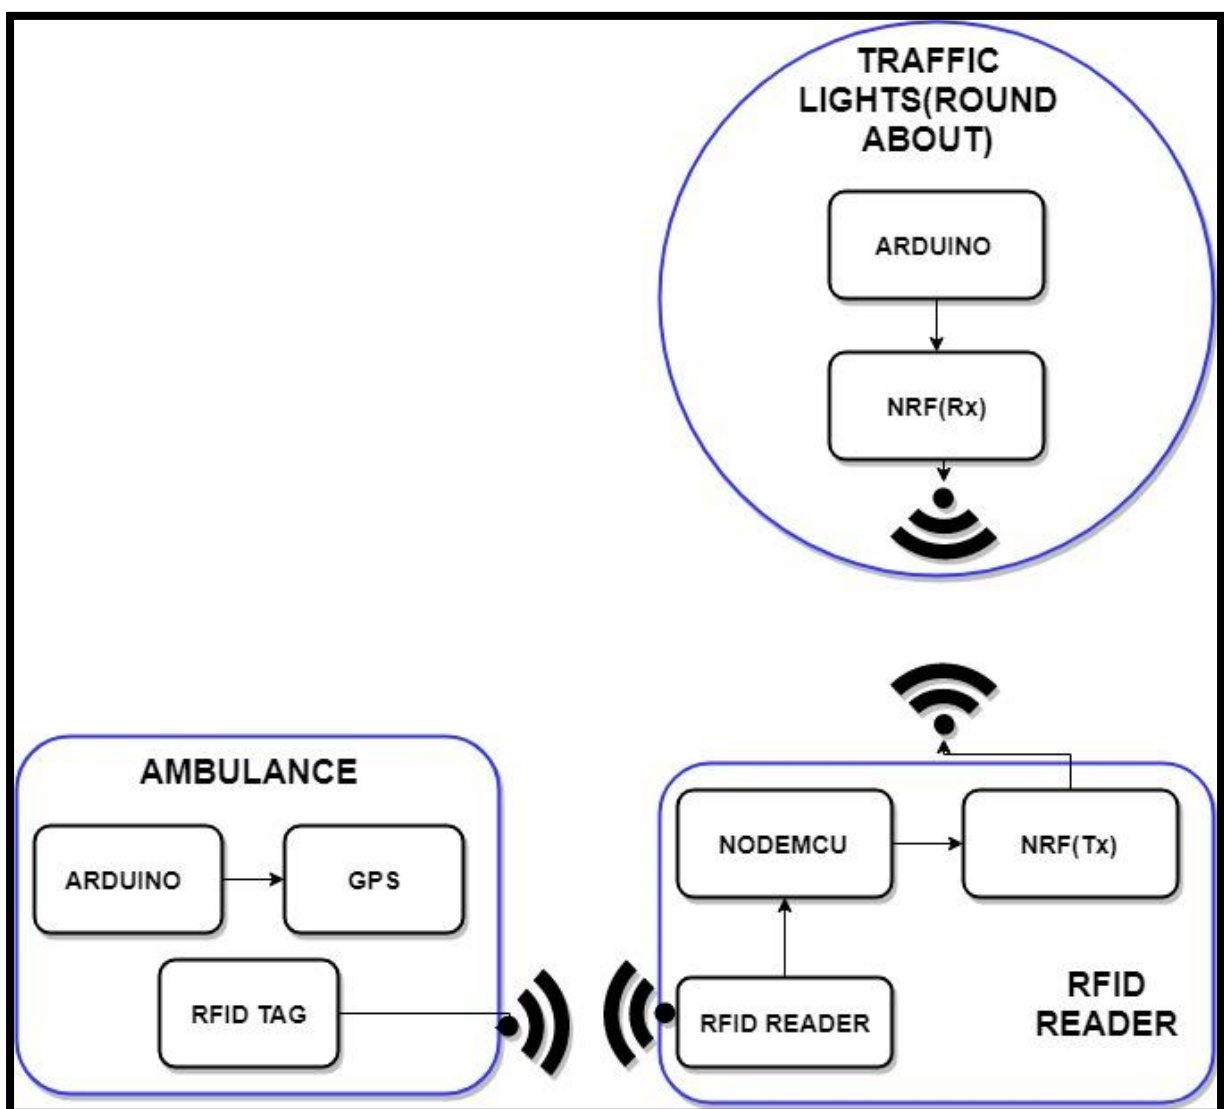 TRAFFIC
LIGHTS(ROUND
ABOUT)
ARDUINO
NRF(Rx)
AMBULANCE
ARDUINO
GPS
RFID TAG
NODEMCU
NRF(Tx)
RFID READER
RFID
READER